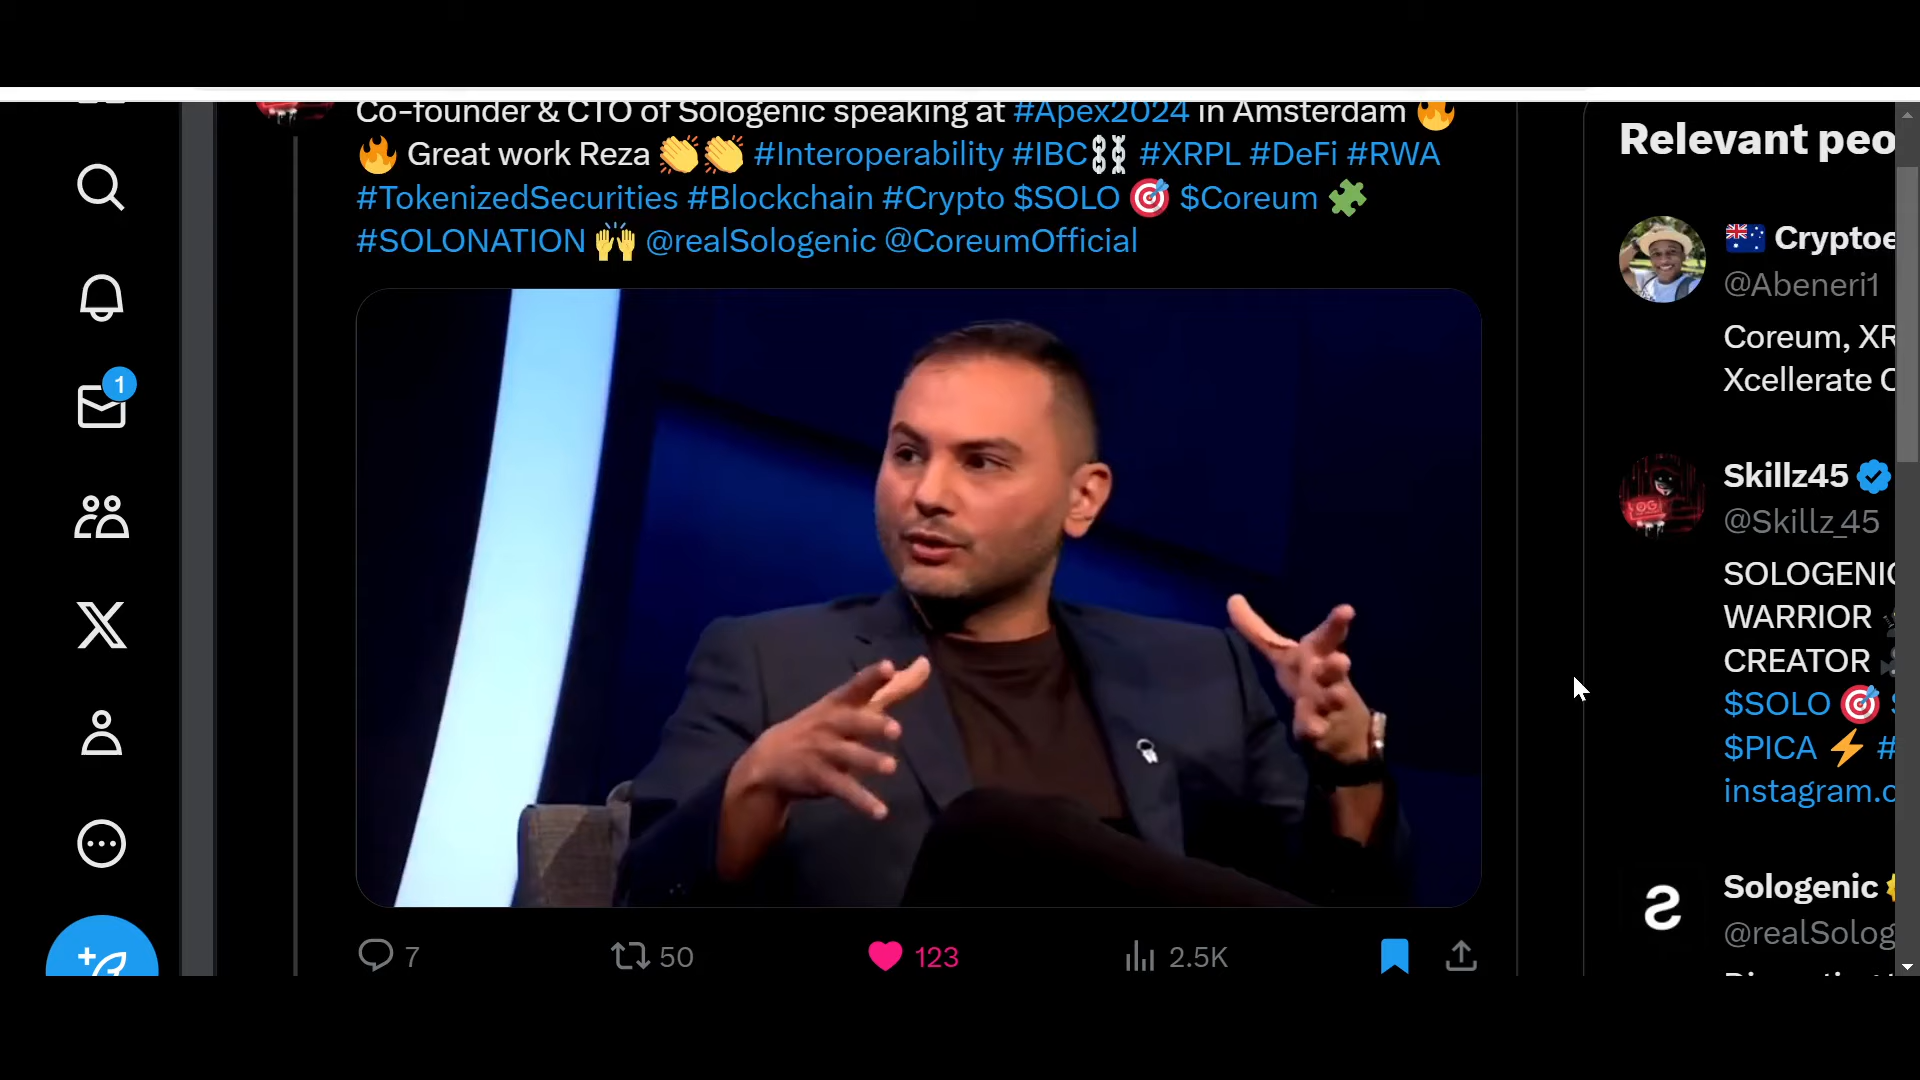 Co-founder & CTO of Sologenic speaking at #Apex2024 in Amsterdam 🔥
🔥 Great work Reza 👏👏 #Interoperability #IBC⛓️ #XRPL #DeFi #RWA
#TokenizedSecurities #Blockchain #Crypto $SOLO 🎯 $Coreum 🧩
#SOLONATION 🙌 @realSologenic @CoreumOfficial
7 50 123 2.5K
1
Relevant peo
🇦🇺 Cryptoe
@Abeneri1
Coreum, XR
Xcellerate C
Skillz45
@Skillz_45
SOLOGENIC
WARRIOR
CREATOR
$SOLO 🎯 $
$PICA ⚡ #
instagram.c
Sologenic
@realSolog